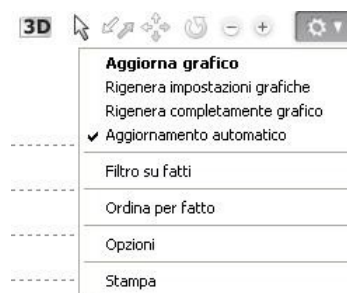 3D
Aggiorna grafico
Rigenera impostazioni grafiche
Rigenera completamente grafico
Aggiornamento automatico
Filtro su fatti
Ordina per fatto
Opzioni
Stampa